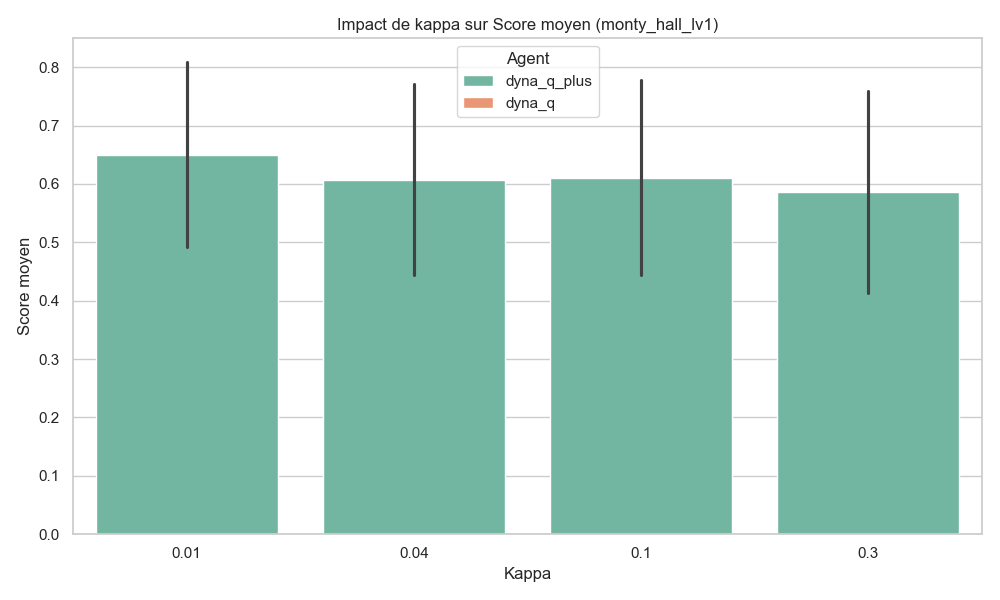 Impact de kappa sur Score moyen (monty_hall_lv1)
Agent
dyna_q_plus
dyna_q
Score moyen
0.8
0.7
0.6
0.5
0.4
0.3
0.2
0.1
0.0
0.01 0.04 0.1 0.3
Kappa